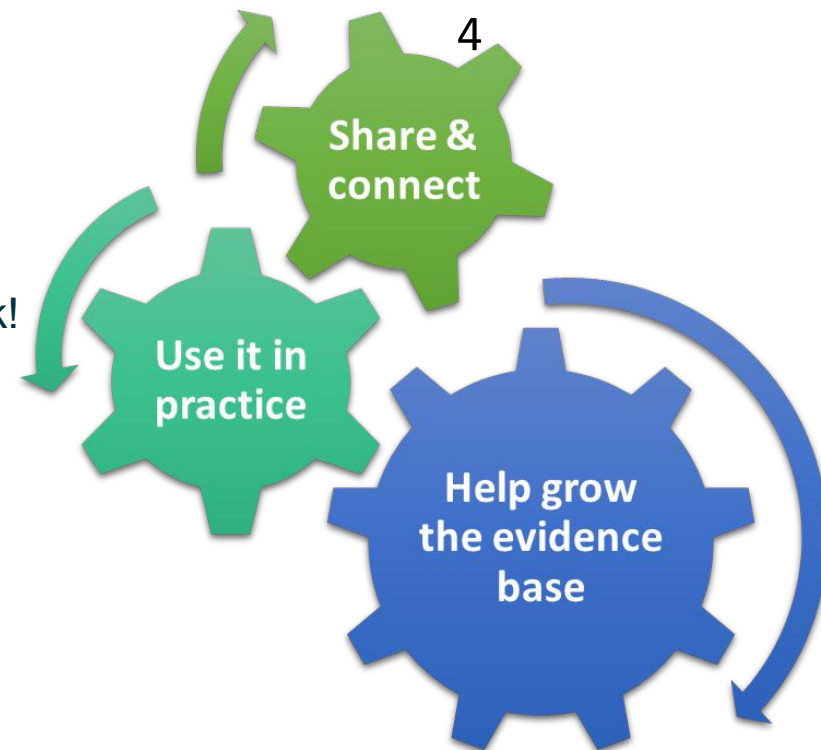 4
Share &
connect
k!
Use it in
practice
Help grow
the evidence
base